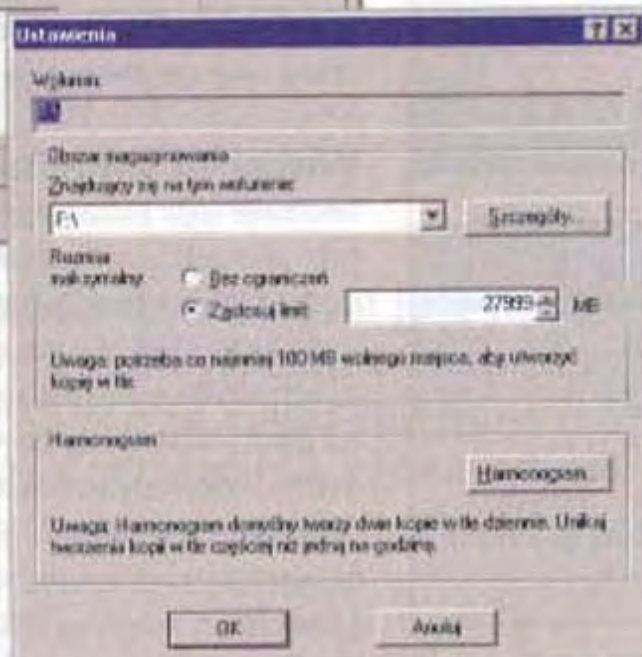 Ustawienia
Wolumin:
Obszar magazynowania
Znajdujący się na tym woluminie:
F:\
Szczegóły...
Rozmiar
maksymalny:
Bez ograniczeń
Zastosuj limit:
MB
Uwaga: potrzeba co najmniej 100 MB wolnego miejsca, aby utworzyć
kopię w tle.
Harmonogram
Harmonogram...
Uwaga: Harmonogram domyślny tworzy dwie kopie w tle dziennie. Unikaj
tworzenia kopii w tle częściej niż jedną na godzinę.
OK
Anuluj